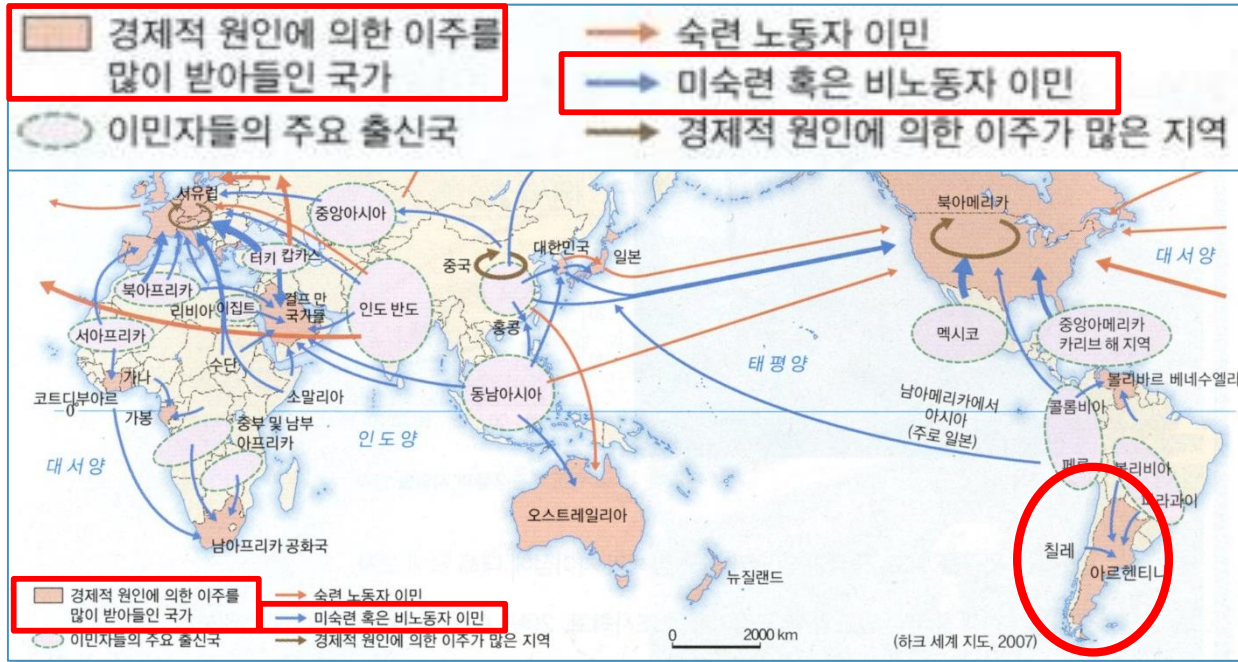 경제적 원인에 의한 이주를
많이 받아들인 국가
이민자들의 주요 출신국
숙련 노동자 이민
미숙련 혹은 비노동자 이민
경제적 원인에 의한 이주가 많은 지역
서유럽
중앙아시아
북아메리카
대한민국
일본
중국
터키 캅카스
대서양
북아프리카
리비아
이집트
걸프 만
국가들
인도 반도
홍콩
서아프리카
멕시코
중앙아메리카
카리브 해 지역
태평양
수단
가나
코트디부아르
소말리아
동남아시아
볼리바르 베네수엘라
콜롬비아
0°
가봉
중부 및 남부
아프리카
인도양
남아메리카에서
아시아
(주로 일본)
대서양
페루
볼리비아
파라과이
오스트레일리아
남아프리카 공화국
칠레
아르헨티나
뉴질랜드
경제적 원인에 의한 이주를
많이 받아들인 국가
이민자들의 주요 출신국
숙련 노동자 이민
미숙련 혹은 비노동자 이민
경제적 원인에 의한 이주가 많은 지역
0 2000 km
(하크 세계 지도, 2007)